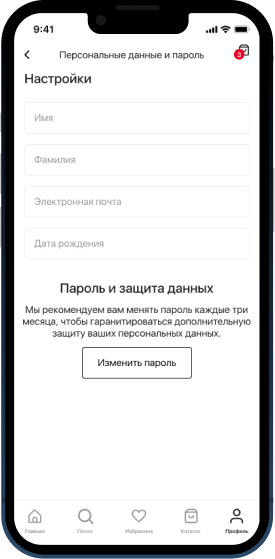 9:41
Персональные данные и пароль
3
Настройки
Имя
Фамилия
Электронная почта
Дата рождения
Пароль и защита данных
Мы рекомендуем вам менять пароль каждые три
месяца, чтобы гаранитироваться дополнительную
защиту ваших персональных данных.
Изменить пароль
Главная
Поиск
Избранное
Каталог
Профиль